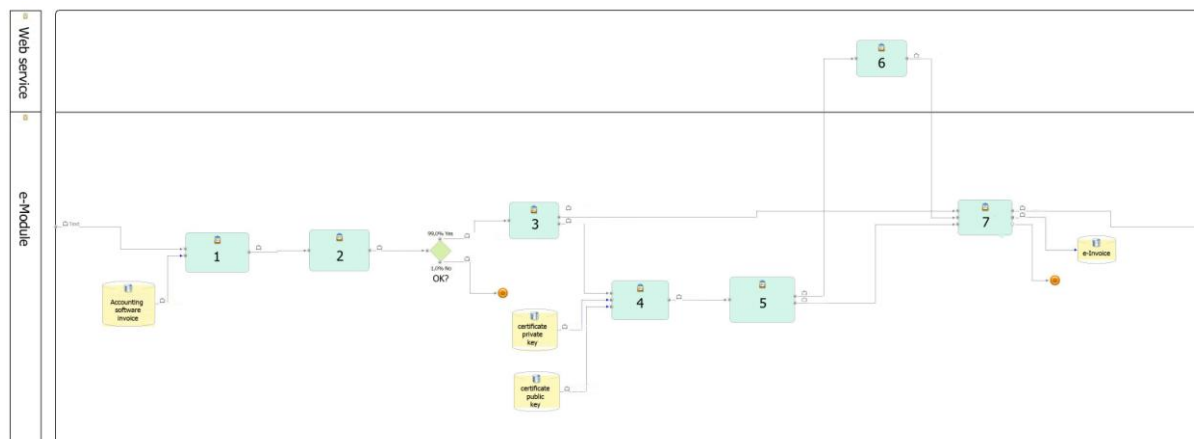 Web service
e-Module
6
3
7
1
2
99,0% Yes
1,0% No
OK?
e-Invoice
Accounting
software
invoice
4
5
certificate
private
key
certificate
public
key